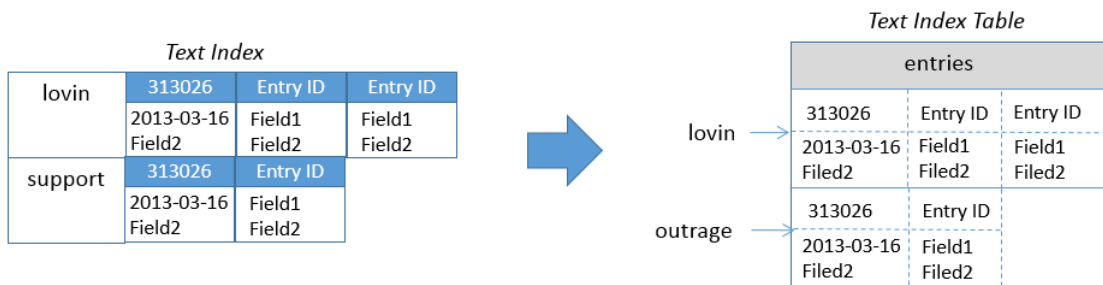 Text Index
lovin
313026
Entry ID
Entry ID
2013-03-16
Field2
Field1
Field2
Field1
Field2
support
313026
Entry ID
2013-03-16
Field2
Field1
Field2
Text Index Table
entries
lovin
313026
Entry ID
Entry ID
2013-03-16
Filed2
Field1
Filed2
Field1
Filed2
outrage
313026
Entry ID
2013-03-16
Filed2
Field1
Filed2